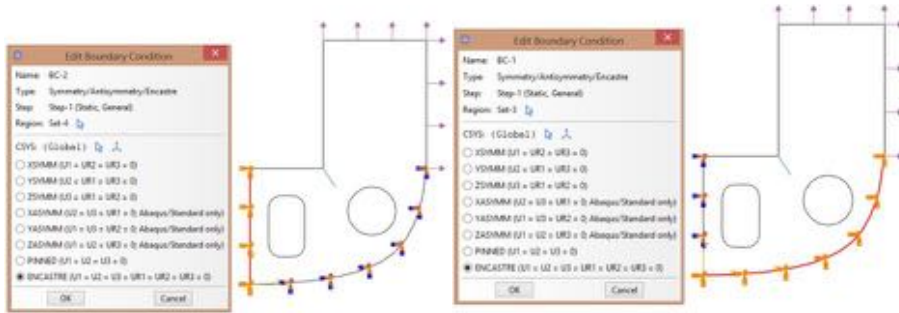 Edit Boundary Condition
Name: BC-2
Type: Symmetry/Antisymmetry/Encastre
Step: Step-1 (Static, General)
Region: Set-4
CSYS: (Global)
XSYMM (U1 = UR2 = UR3 = 0)
YSYMM (U2 = UR1 = UR3 = 0)
ZSYMM (U3 = UR1 = UR2 = 0)
XASYMM (U2 = U3 = UR1 = 0; Abaqus/Standard only)
YASYMM (U1 = U3 = UR2 = 0; Abaqus/Standard only)
ZASYMM (U1 = U2 = UR3 = 0; Abaqus/Standard only)
PINNED (U1 = U2 = U3 = 0)
ENCASTRE (U1 = U2 = U3 = UR1 = UR2 = UR3 = 0)
OK Cancel
Edit Boundary Condition
Name: BC-1
Type: Symmetry/Antisymmetry/Encastre
Step: Step-1 (Static, General)
Region: Set-3
CSYS: (Global)
XSYMM (U1 = UR2 = UR3 = 0)
YSYMM (U2 = UR1 = UR3 = 0)
ZSYMM (U3 = UR1 = UR2 = 0)
XASYMM (U2 = U3 = UR1 = 0; Abaqus/Standard only)
YASYMM (U1 = U3 = UR2 = 0; Abaqus/Standard only)
ZASYMM (U1 = U2 = UR3 = 0; Abaqus/Standard only)
PINNED (U1 = U2 = U3 = 0)
ENCASTRE (U1 = U2 = U3 = UR1 = UR2 = UR3 = 0)
OK Cancel